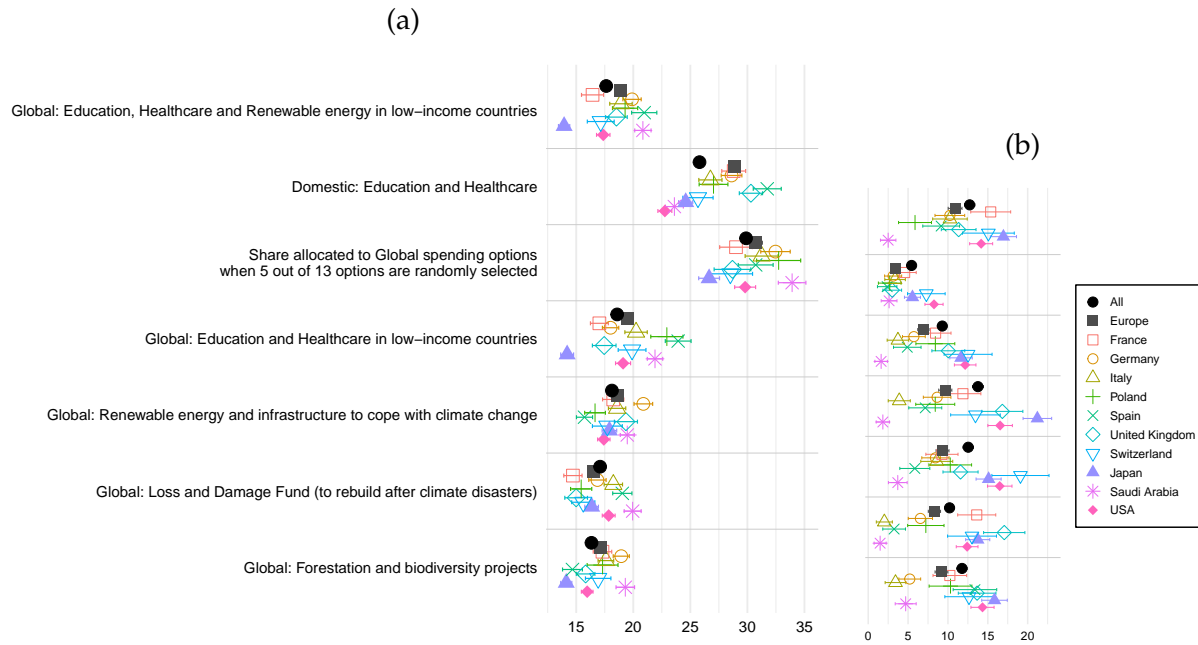 (a)
Global: Education, Healthcare and Renewable energy in low−income countries
Domestic: Education and Healthcare
Share allocated to Global spending options
when 5 out of 13 options are randomly selected
Global: Education and Healthcare in low−income countries
Global: Renewable energy and infrastructure to cope with climate change
Global: Loss and Damage Fund (to rebuild after climate disasters)
Global: Forestation and biodiversity projects
15 20 25 30 35
(b)
0 5 10 15 20
All
Europe
France
Germany
Italy
Poland
Spain
United Kingdom
Switzerland
Japan
Saudi Arabia
USA